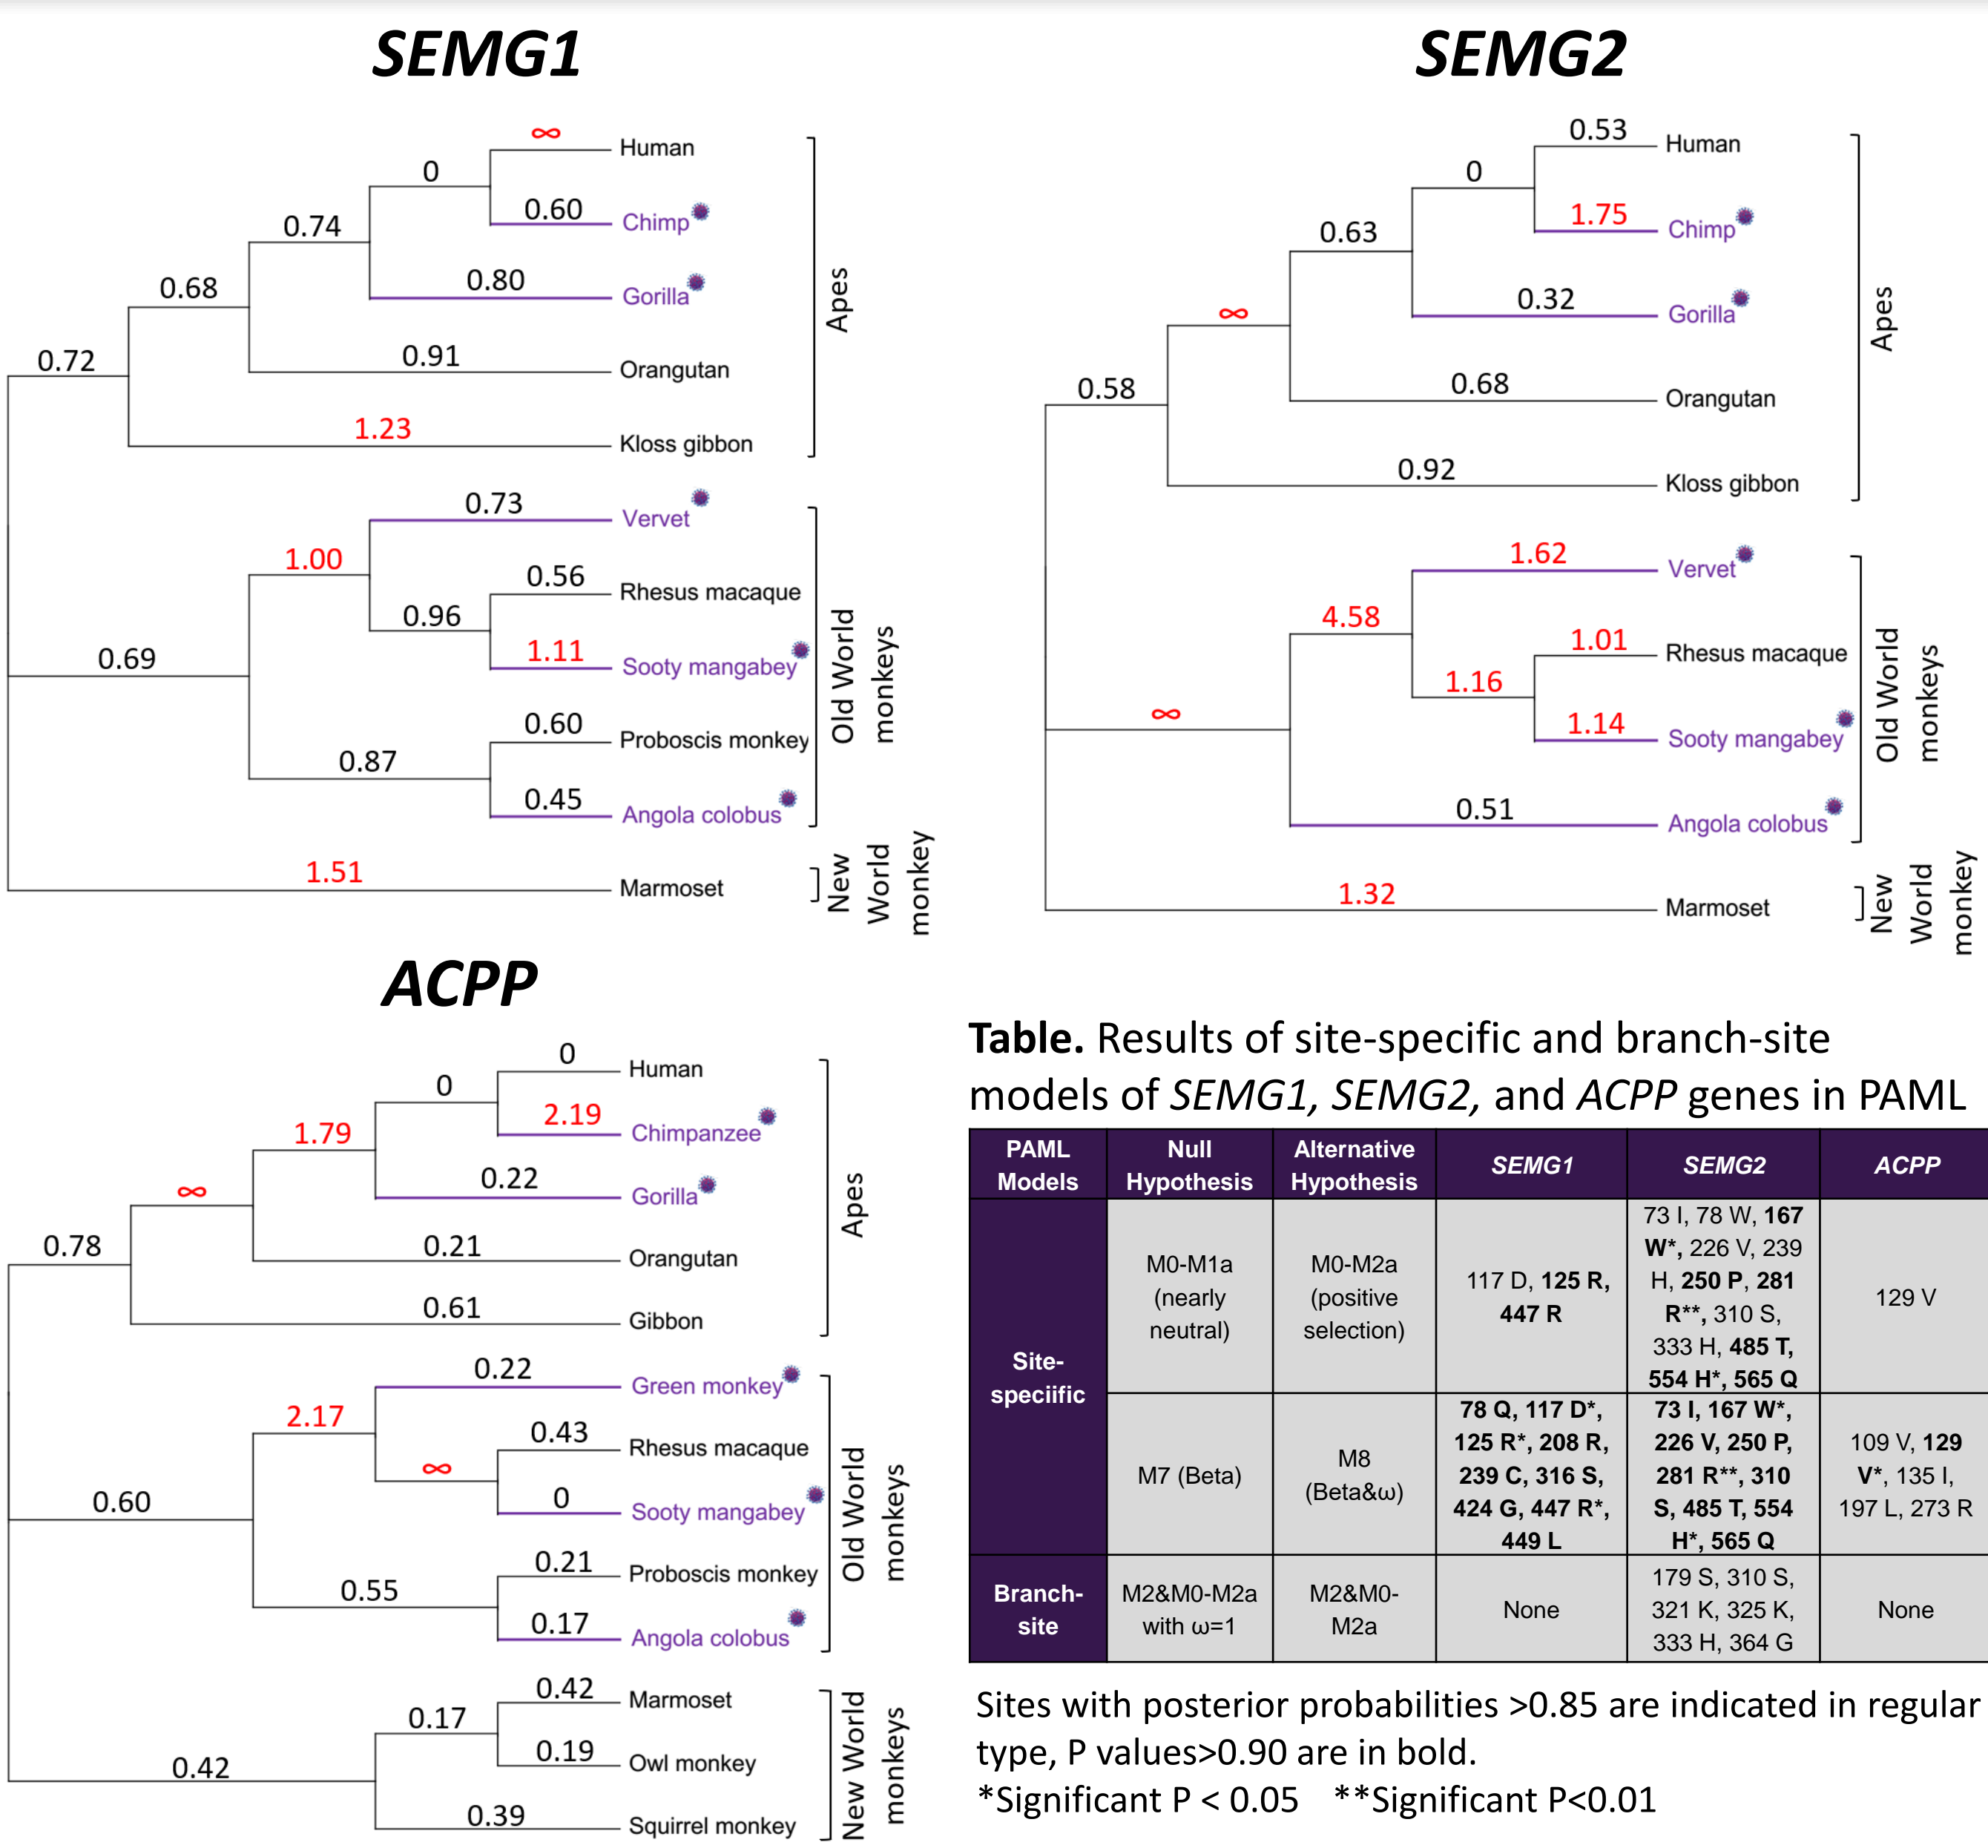 SEMG1
∞
Human
0
0.60
Chimp
0.74
0.80
Gorilla
0.68
0.91
Orangutan
0.72
1.23
Kloss gibbon
Apes
0.73
Vervet
1.00
0.56
Rhesus macaque
0.96
1.11
Sooty mangabey
0.69
0.60
Proboscis monkey
0.87
0.45
Angola colobus
Old World
monkeys
1.51
Marmoset
New
World
monkey
SEMG2
0.53
Human
0
1.75
Chimp
0.63
0.32
Gorilla
∞
0.68
Orangutan
0.58
0.92
Kloss gibbon
Apes
1.62
Vervet
4.58
1.01
Rhesus macaque
1.16
1.14
Sooty mangabey
∞
0.51
Angola colobus
Old World
monkeys
1.32
Marmoset
New
World
monkey
ACPP
0
Human
0
2.19
Chimpanzee
1.79
0.22
Gorilla
∞
0.21
Orangutan
0.78
0.61
Gibbon
Apes
0.22
Green monkey
2.17
0.43
Rhesus macaque
∞
0
Sooty mangabey
0.60
0.21
Proboscis monkey
0.55
0.17
Angola colobus
Old World
monkeys
0.42
Marmoset
0.17
0.19
Owl monkey
0.42
0.39
Squirrel monkey
New World
monkeys
Table. Results of site-specific and branch-site
models of SEMG1, SEMG2, and ACPP genes in PAML
PAML
Models
Null
Hypothesis
Alternative
Hypothesis
SEMG1
SEMG2
ACPP
Site-
speciific
M0-M1a
(nearly
neutral)
M0-M2a
(positive
selection)
117 D, 125 R,
447 R
73 I, 78 W, 167
W*, 226 V, 239
H, 250 P, 281
R**, 310 S,
333 H, 485 T,
554 H*, 565 Q
129 V
M7 (Beta)
M8
(Beta&ω)
78 Q, 117 D*,
125 R*, 208 R,
239 C, 316 S,
424 G, 447 R*,
449 L
73 I, 167 W*,
226 V, 250 P,
281 R**, 310
S, 485 T, 554
H*, 565 Q
109 V, 129
V*, 135 I,
197 L, 273 R
Branch-
site
M2&M0-M2a
with ω=1
M2&M0-
M2a
None
179 S, 310 S,
321 K, 325 K,
333 H, 364 G
None
Sites with posterior probabilities >0.85 are indicated in regular
type, P values>0.90 are in bold.
*Significant P < 0.05 **Significant P<0.01